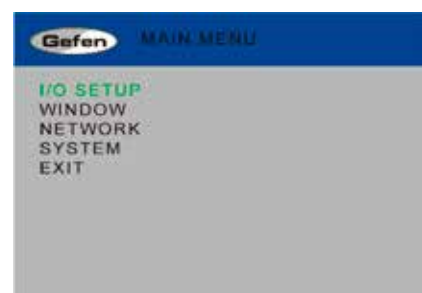 Gefen MAIN MENU
I/O SETUP
WINDOW
NETWORK
SYSTEM
EXIT